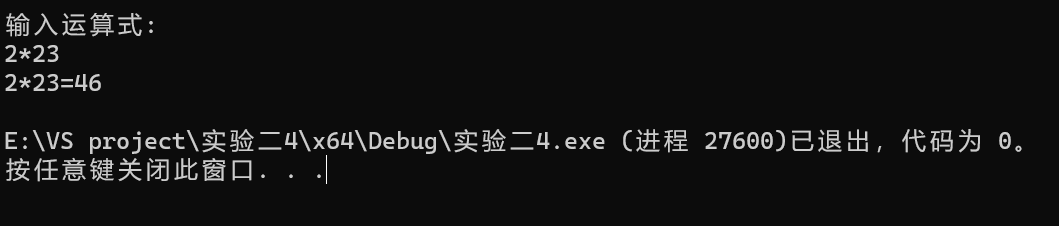 输入运算式:
2*23
2*23=46
E:\VS project\实验二4\x64\Debug\实验二4.exe (进程 27600)已退出，代码为 0。
按任意键关闭此窗口. . .